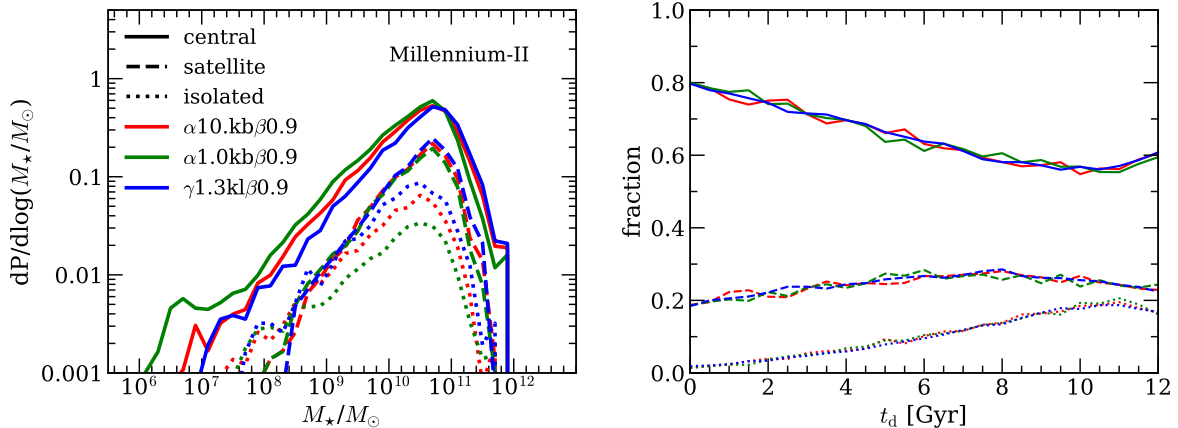 central
satellite
isolated
α10.kbβ0.9
α1.0kbβ0.9
γ1.3klβ0.9
Millennium-II
dP/dlog(M⋆/M⊙)
1
0.1
0.01
0.001
10⁶ 10⁷ 10⁸ 10⁹ 10¹⁰ 10¹¹ 10¹² 10¹³
M⋆/M⊙
fraction
1.0
0.8
0.6
0.4
0.2
0.0
0 2 4 6 8 10 12
t_d [Gyr]